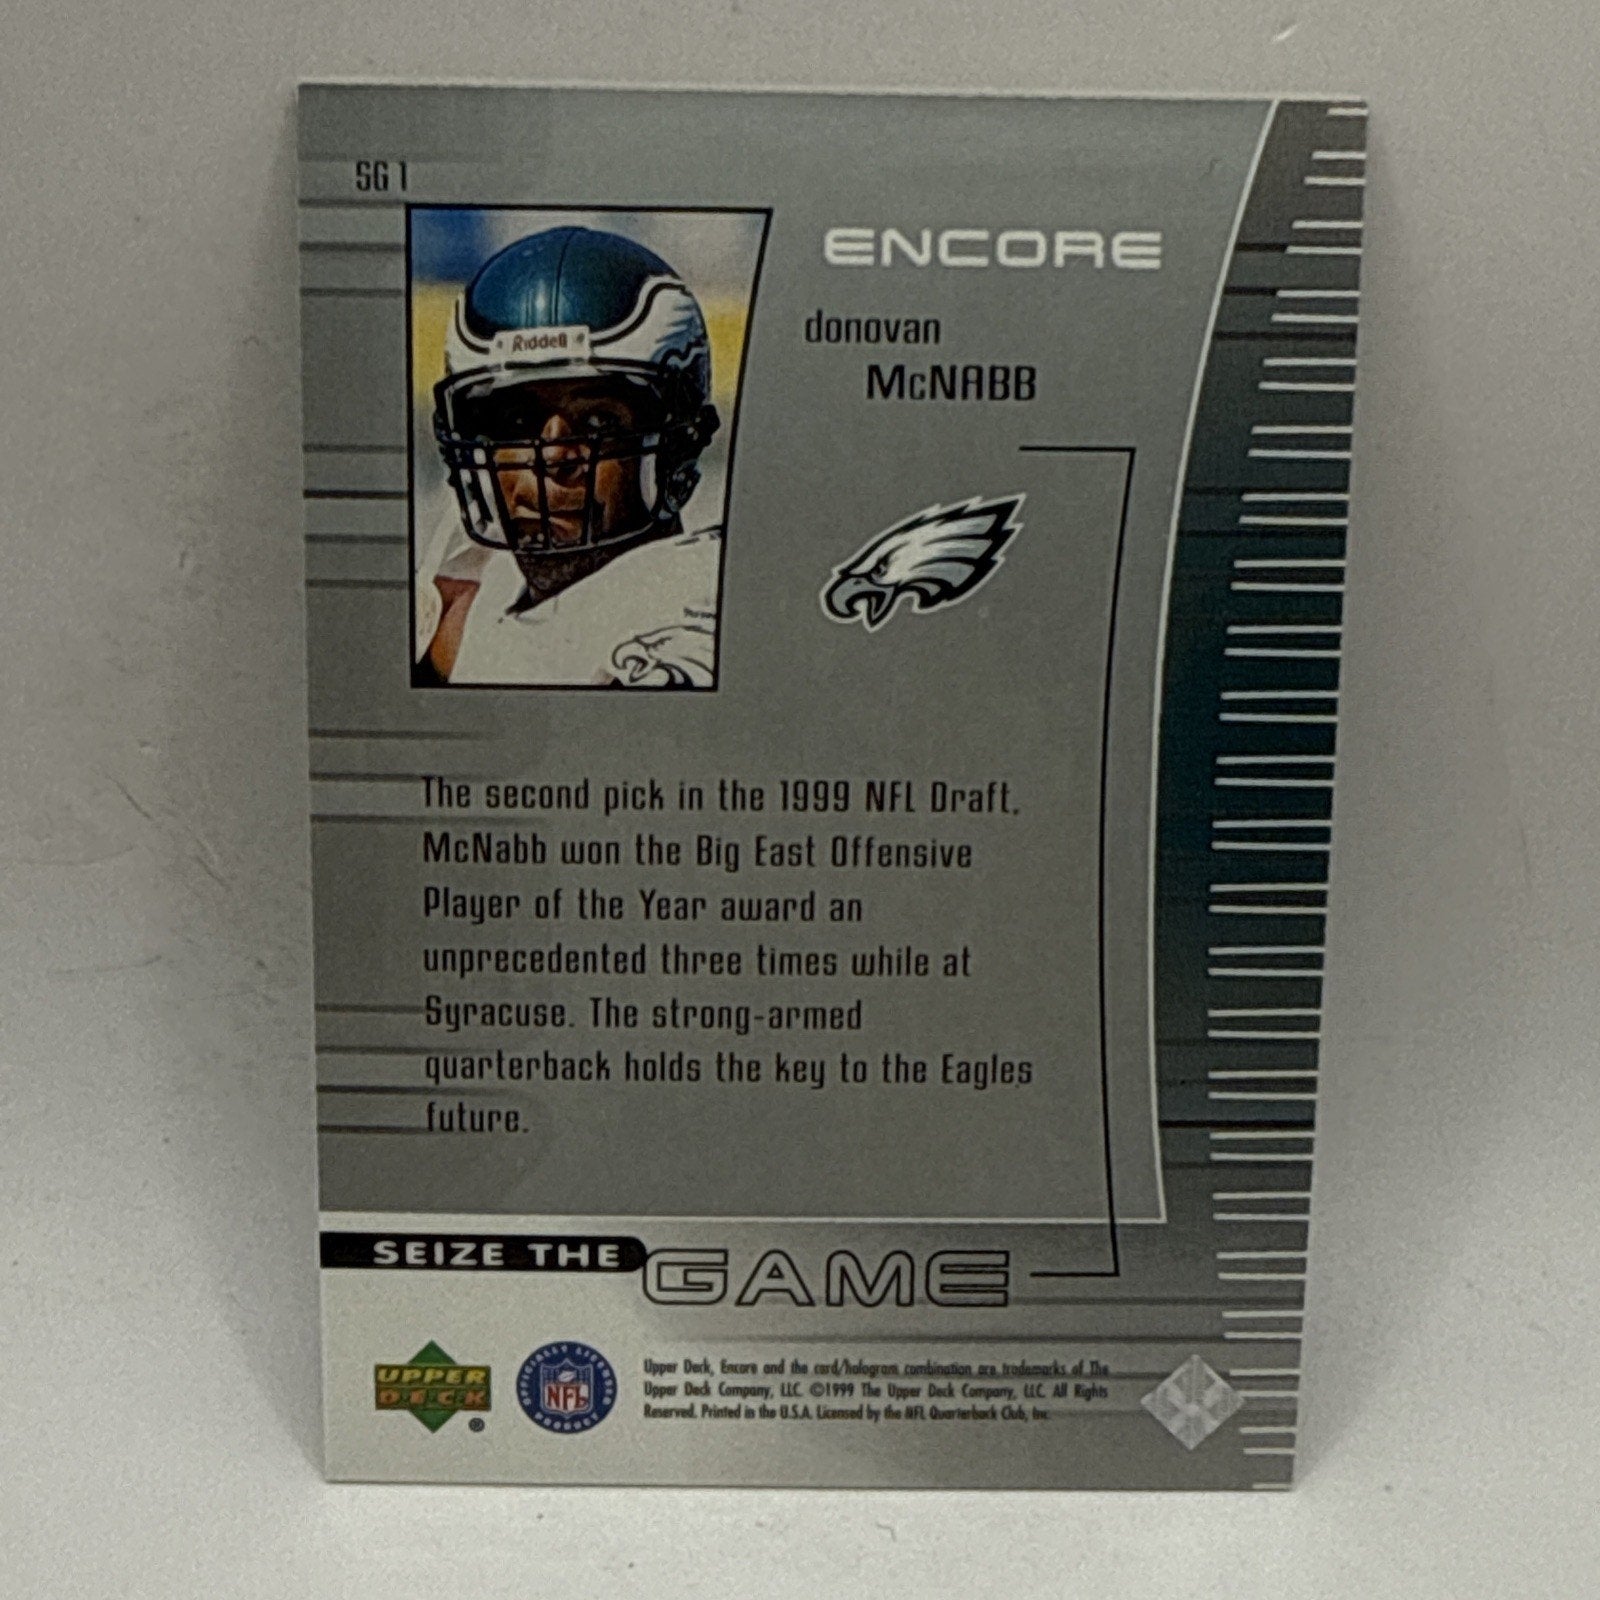 SG 1
Riddell
ENCORE
donovan
McNABB
The second pick in the 1999 NFL Draft,
McNabb won the Big East Offensive
Player of the Year award an
unprecedented three times while at
Syracuse. The strong-armed
quarterback holds the key to the Eagles
future.
SEIZE THE GAME
UPPER
DECK
®
OFFICIALLY LICENSED
NFL
PRODUCT
Upper Deck, Encore and the card/hologram combination are trademarks of The
Upper Deck Company, LLC. ©1999 The Upper Deck Company, LLC. All Rights
Reserved. Printed in the U.S.A. Licensed by the NFL Quarterback Club, Inc.